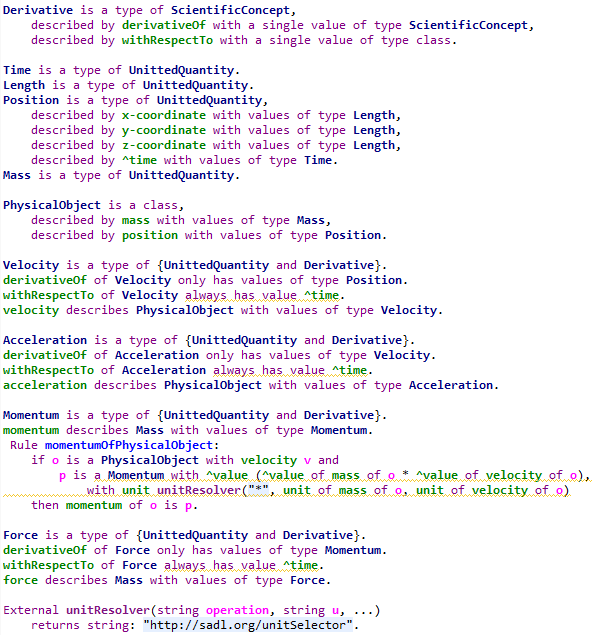 Derivative is a type of ScientificConcept,
described by derivativeOf with a single value of type ScientificConcept,
described by withRespectTo with a single value of type class.
Time is a type of UnittedQuantity.
Length is a type of UnittedQuantity.
Position is a type of UnittedQuantity,
described by x-coordinate with values of type Length,
described by y-coordinate with values of type Length,
described by z-coordinate with values of type Length,
described by ^time with values of type Time.
Mass is a type of UnittedQuantity.
PhysicalObject is a class,
described by mass with values of type Mass,
described by position with values of type Position.
Velocity is a type of {UnittedQuantity and Derivative}.
derivativeOf of Velocity only has values of type Position.
withRespectTo of Velocity always has value ^time.
velocity describes PhysicalObject with values of type Velocity.
Acceleration is a type of {UnittedQuantity and Derivative}.
derivativeOf of Acceleration only has values of type Velocity.
withRespectTo of Acceleration always has value ^time.
acceleration describes PhysicalObject with values of type Acceleration.
Momentum is a type of {UnittedQuantity and Derivative}.
momentum describes Mass with values of type Momentum.
Rule momentumOfPhysicalObject:
if o is a PhysicalObject with velocity v and
p is a Momentum with ^value (^value of mass of o * ^value of velocity of o),
with unit unitResolver("*", unit of mass of o, unit of velocity of o)
then momentum of o is p.
Force is a type of {UnittedQuantity and Derivative}.
derivativeOf of Force only has values of type Momentum.
withRespectTo of Force always has value ^time.
force describes Mass with values of type Force.
External unitResolver(string operation, string u, ...)
returns string: "http://sadl.org/unitSelector".